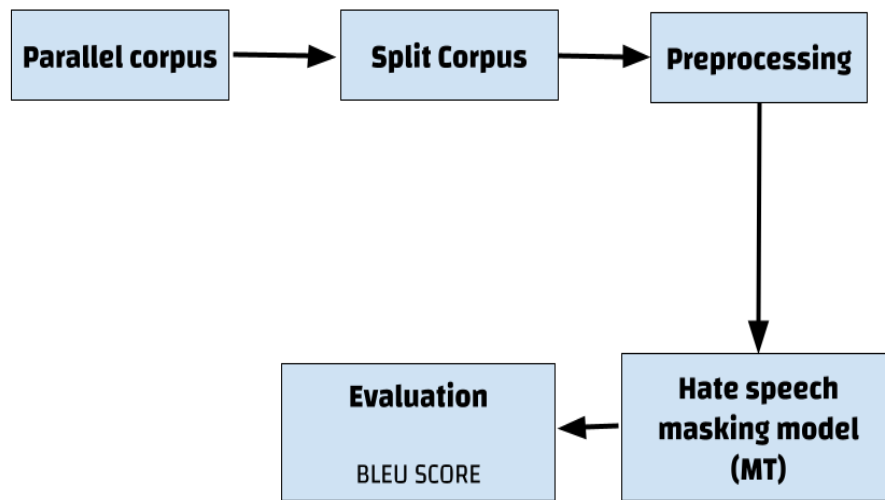 Parallel corpus
Split Corpus
Preprocessing
Hate speech
masking model
(MT)
Evaluation
BLEU SCORE